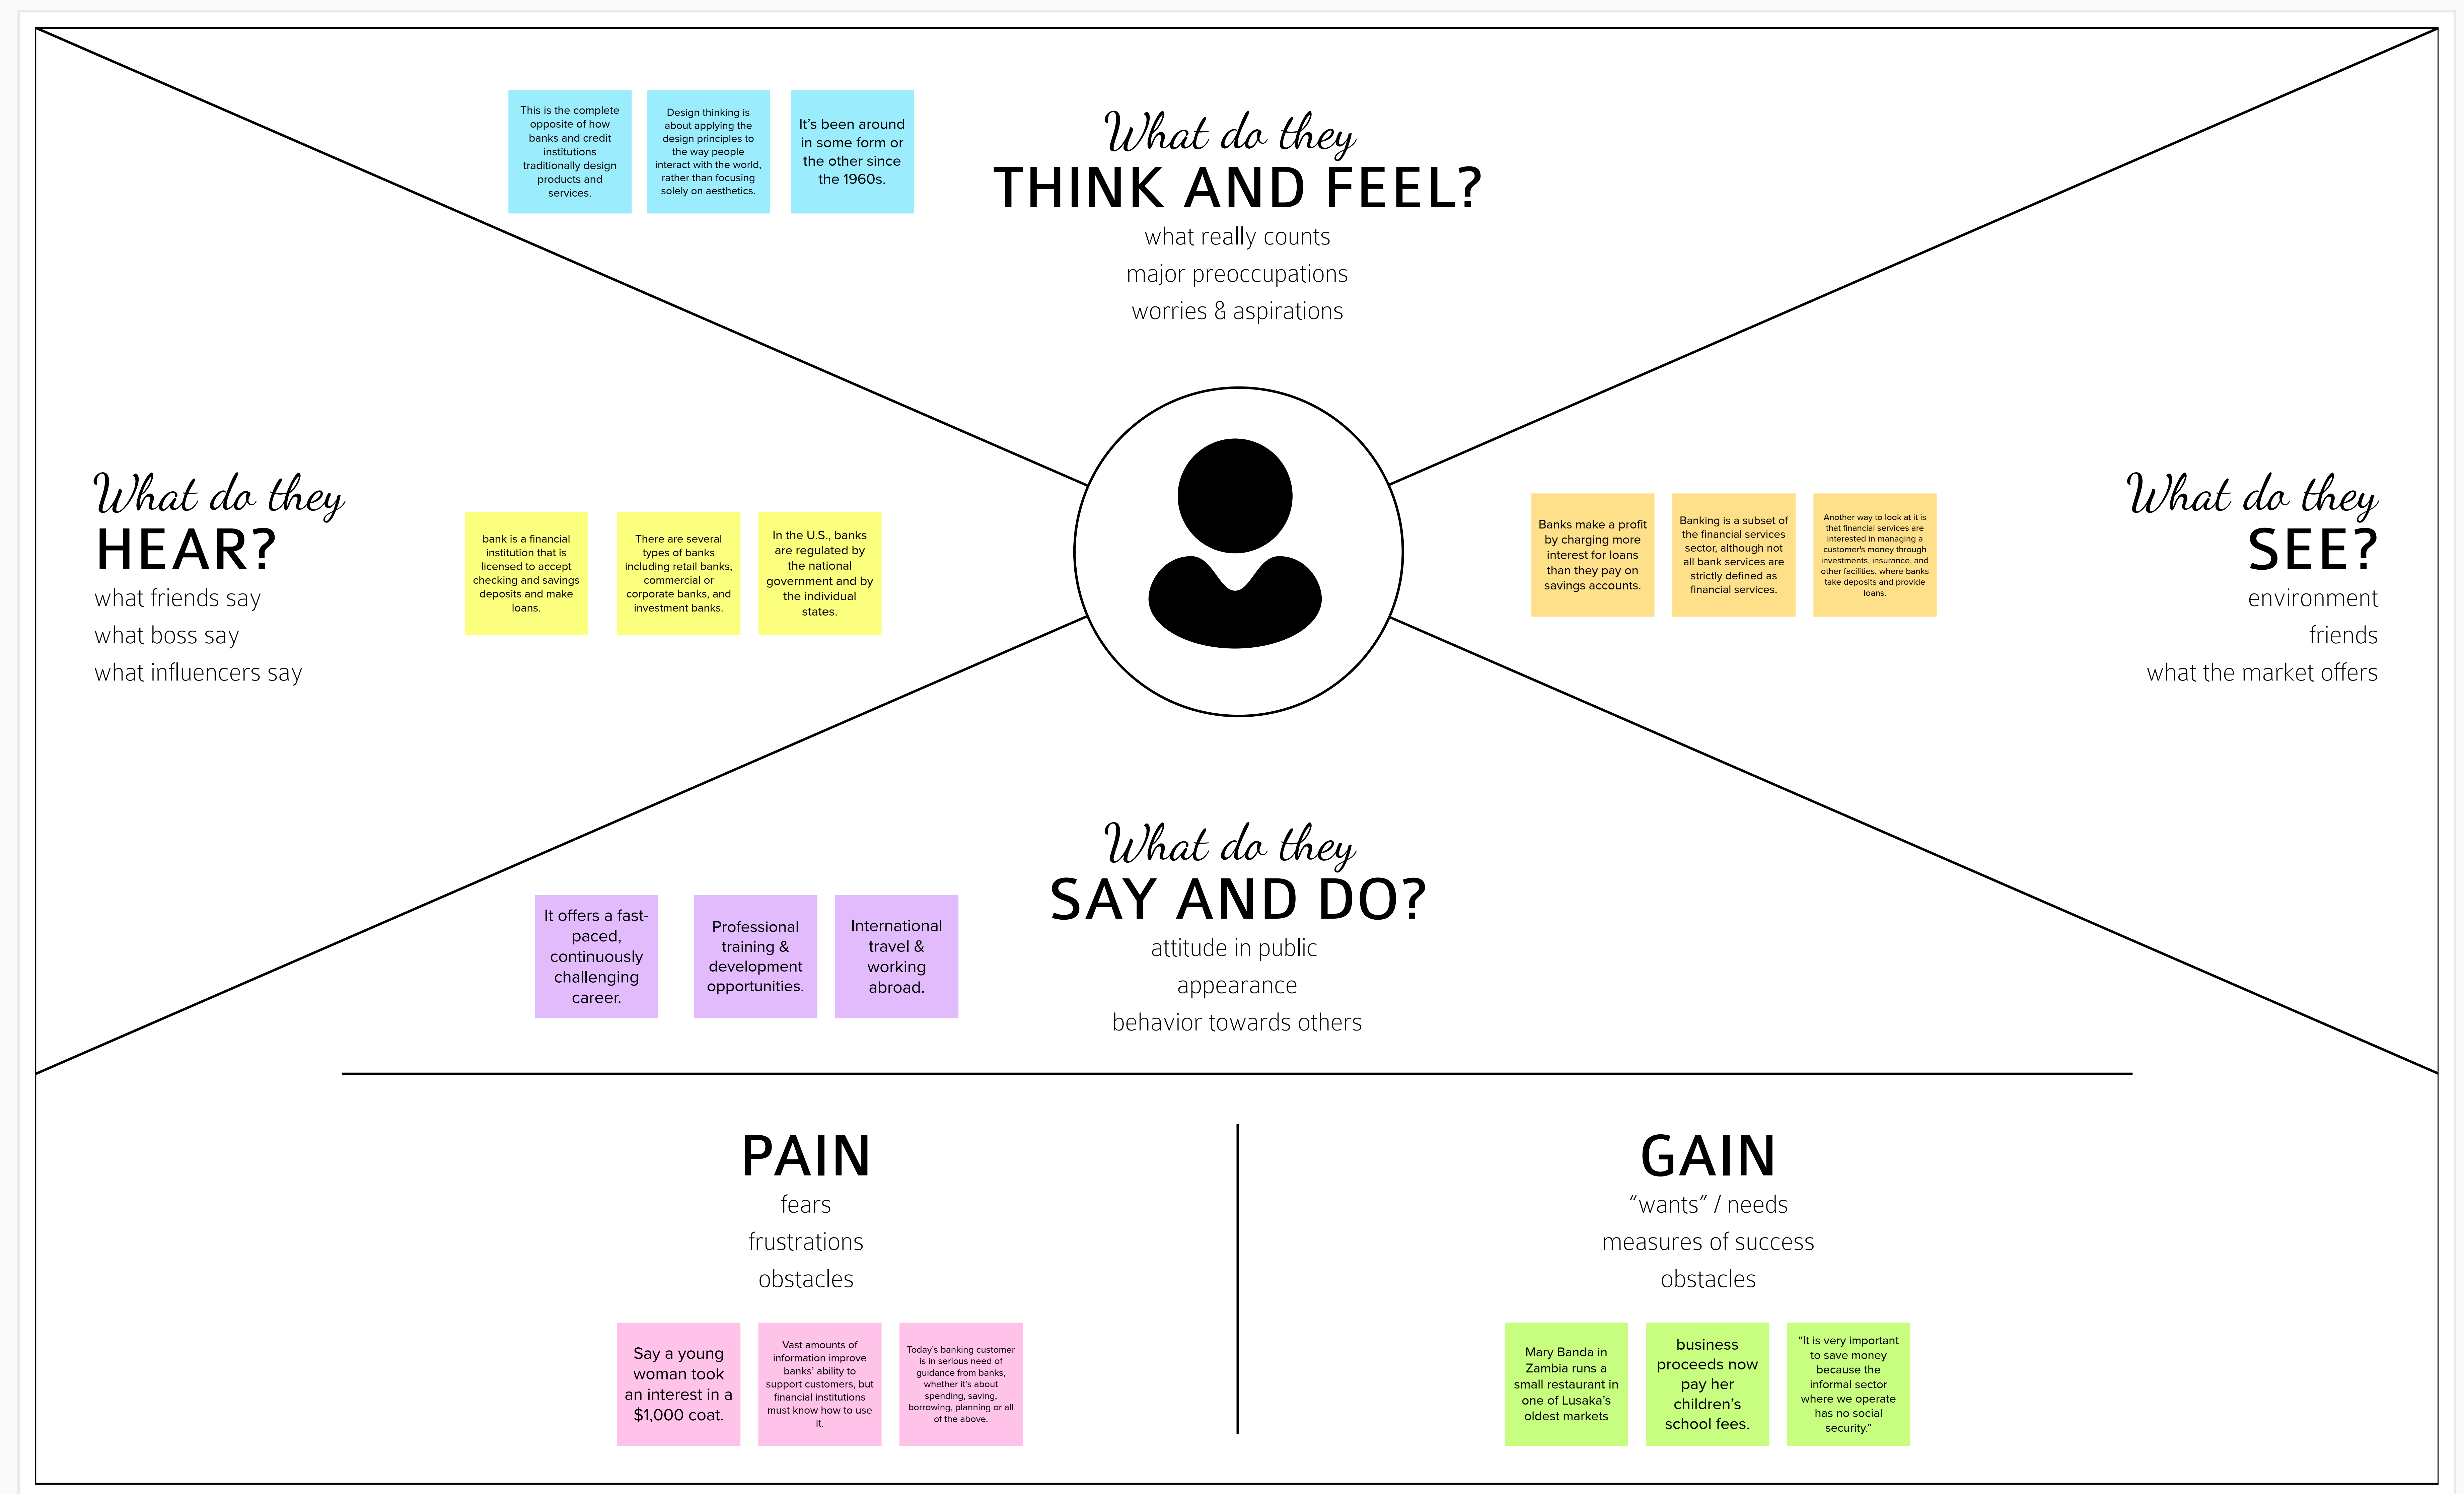 This is the complete
opposite of how
banks and credit
institutions
traditionally design
products and
services.
Design thinking is
about applying the
design principles to
the way people
interact with the world,
rather than focusing
solely on aesthetics.
It's been around
in some form or
the other since
the 1960s.
What do they
THINK AND FEEL?
what really counts
major preoccupations
worries & aspirations
What do they
HEAR?
what friends say
what boss say
what influencers say
bank is a financial
institution that is
licensed to accept
checking and savings
deposits and make
loans.
There are several
types of banks
including retail banks,
commercial or
corporate banks, and
investment banks.
In the U.S., banks
are regulated by
the national
government and by
the individual
states.
Banks make a profit
by charging more
interest for loans
than they pay on
savings accounts.
Banking is a subset of
the financial services
sector, although not
all bank services are
strictly defined as
financial services.
Another way to look at it is
that financial services are
interested in managing a
customer's money through
investments, insurance, and
other facilities, where banks
take deposits and provide
loans.
What do they
SEE?
environment
friends
what the market offers
It offers a fast-
paced,
continuously
challenging
career.
Professional
training &
development
opportunities.
International
travel &
working
abroad.
What do they
SAY AND DO?
attitude in public
appearance
behavior towards others
PAIN
fears
frustrations
obstacles
Say a young
woman took
an interest in a
$1,000 coat.
Vast amounts of
information improve
banks' ability to
support customers, but
financial institutions
must know how to use
it.
Today's banking customer
is in serious need of
guidance from banks,
whether it's about
spending, saving,
borrowing, planning or all
of the above.
GAIN
“wants” / needs
measures of success
obstacles
Mary Banda in
Zambia runs a
small restaurant in
one of Lusaka's
oldest markets
business
proceeds now
pay her
children's
school fees.
“It is very important
to save money
because the
informal sector
where we operate
has no social
security.”